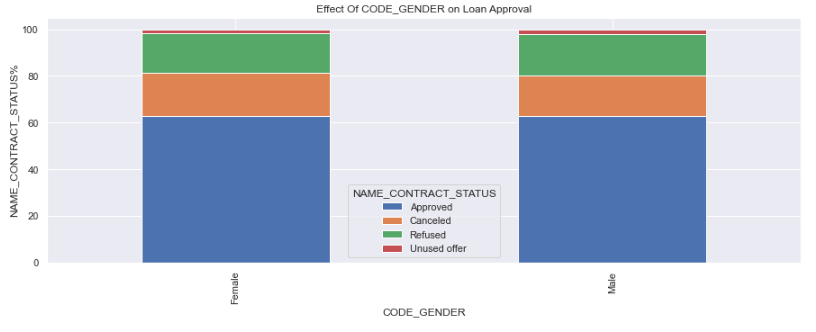 Effect Of CODE_GENDER on Loan Approval
NAME_CONTRACT_STATUS%
100
80
60
40
20
0
NAME_CONTRACT_STATUS
Approved
Canceled
Refused
Unused offer
Female
Male
CODE_GENDER